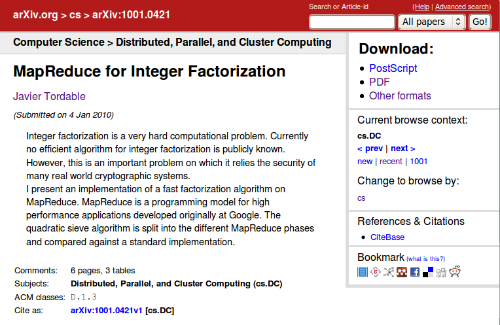 arXiv.org > cs > arXiv:1001.0421
Search or Article-id
(Help | Advanced search)
All papers
Go!
Computer Science > Distributed, Parallel, and Cluster Computing
MapReduce for Integer Factorization
Javier Tordable
(Submitted on 4 Jan 2010)
Integer factorization is a very hard computational problem. Currently
no efficient algorithm for integer factorization is publicly known.
However, this is an important problem on which it relies the security of
many real world cryptographic systems.
I present an implementation of a fast factorization algorithm on
MapReduce. MapReduce is a programming model for high
performance applications developed originally at Google. The
quadratic sieve algorithm is split into the different MapReduce phases
and compared against a standard implementation.
Comments: 6 pages, 3 tables
Subjects: Distributed, Parallel, and Cluster Computing (cs.DC)
ACM classes: D.1.3
Cite as: arXiv:1001.0421v1 [cs.DC]
Download:
PostScript
PDF
Other formats
Current browse context:
cs.DC
< prev | next >
new | recent | 1001
Change to browse by:
cs
References & Citations
CiteBase
Bookmark (what is this?)